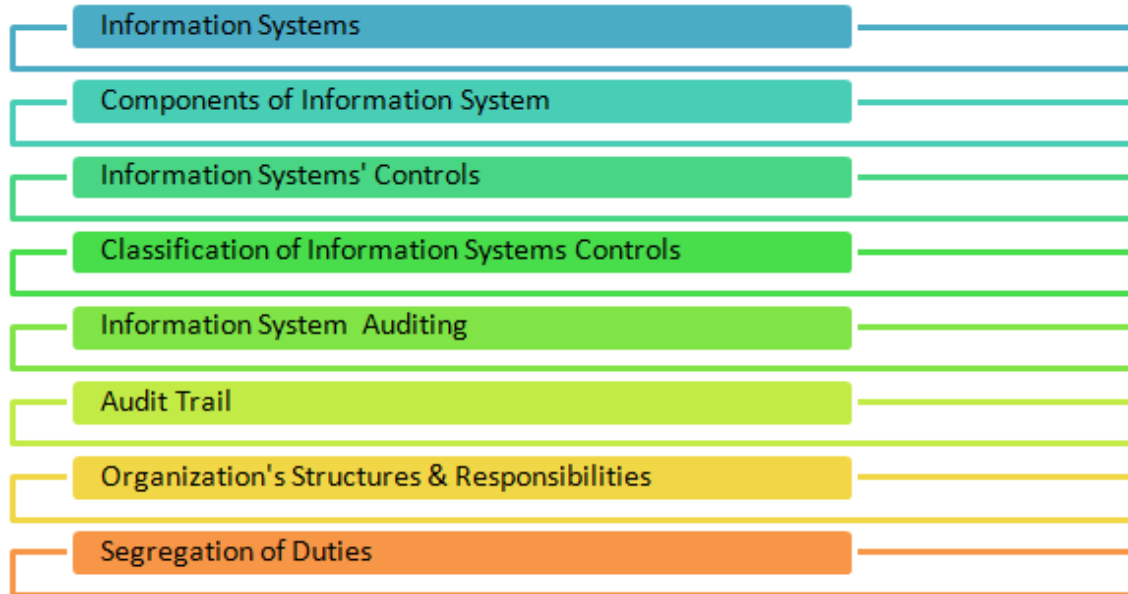 Information Systems
Components of Information System
Information Systems' Controls
Classification of Information Systems Controls
Information System  Auditing
Audit Trail
Organization's Structures & Responsibilities
Segregation of Duties